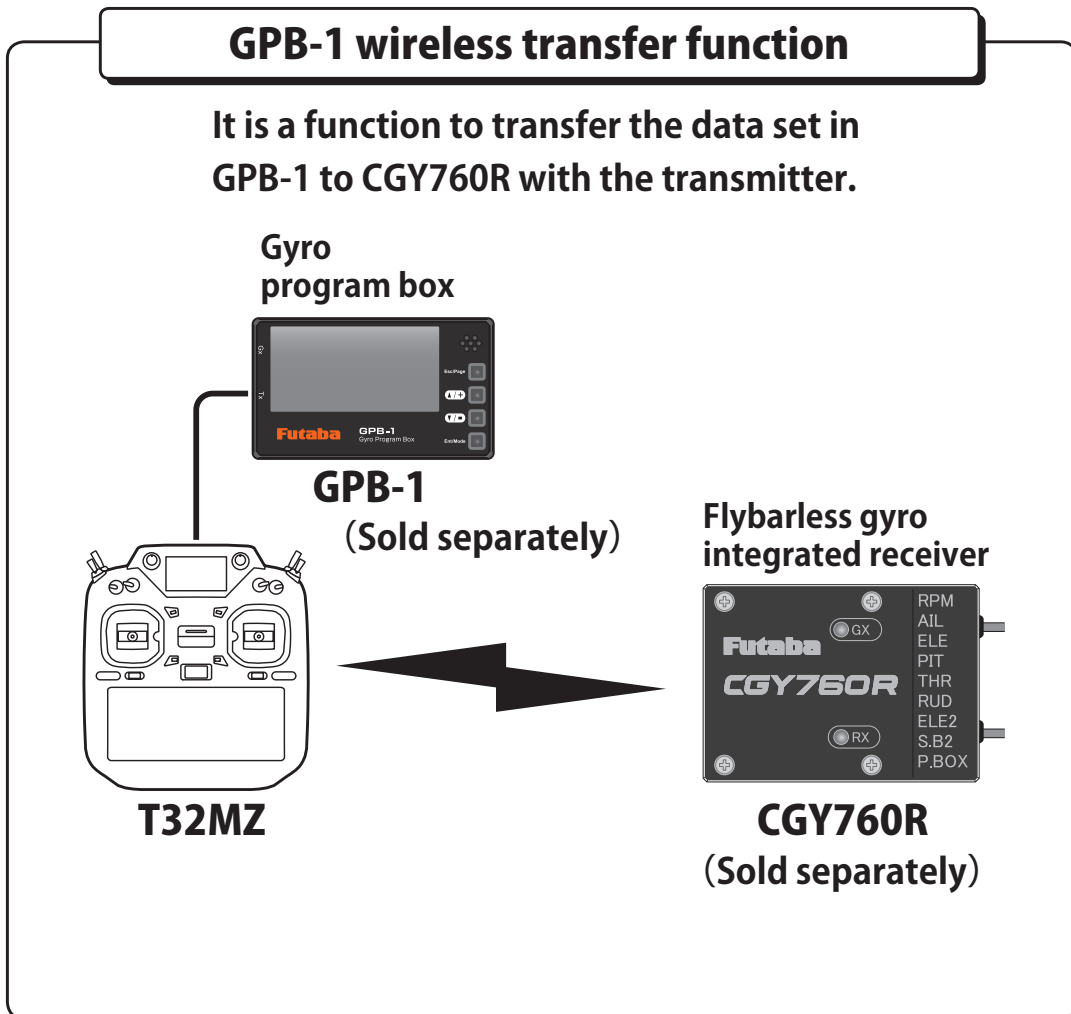 GPB-1 wireless transfer function
It is a function to transfer the data set in
GPB-1 to CGY760R with the transmitter.
Gyro
program box
Gx
Tx
Esc/Page
▲/+
▼/-
Ent/Mode
Futaba
GPB-1
Gyro Program Box
GPB-1
(Sold separately)
Flybarless gyro
integrated receiver
Futaba
CGY760R
GX
RX
RPM
AIL
ELE
PIT
THR
RUD
ELE2
S.B2
P.BOX
T32MZ
CGY760R
(Sold separately)